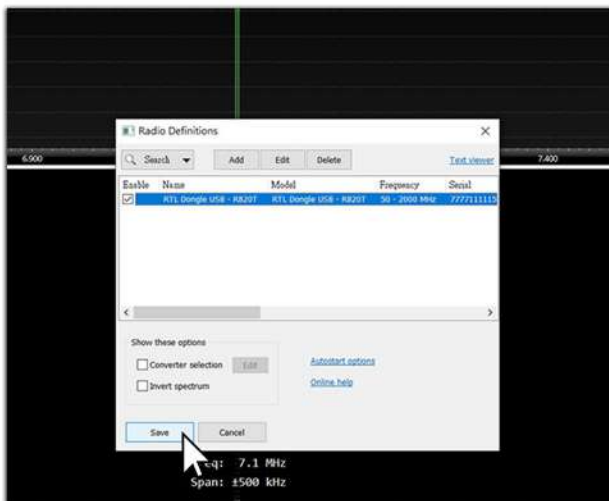 Radio Definitions
Search Add Edit Delete Text viewer
6.900 7.400
Enable Name Model Frequency Serial
RTL Dongle USB - R820T RTL Dongle USB - R820T 50 - 2000 MHz 7777111115
Show these options
Converter selection Edit Autostart options
Invert spectrum Online help
Save Cancel
eq: 7.1 MHz
Span: ±500 kHz